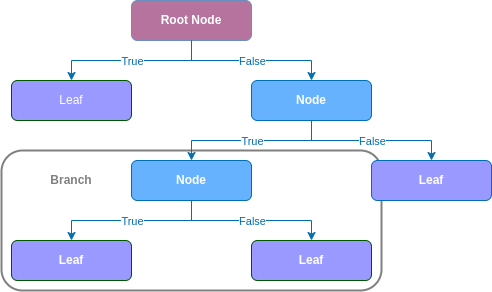 Root Node
True
False
Leaf
Node
True
False
Branch
Node
Leaf
True
False
Leaf
Leaf